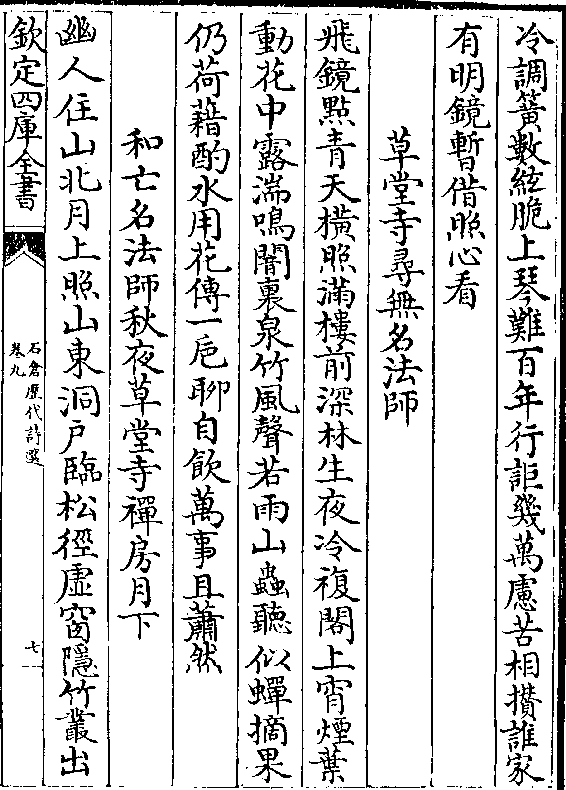 冷調簧數絃脆上琴難百年行詎幾萬慮苦相攢誰家
有明鏡暫借照心看
草堂寺尋無名法師
飛鏡㸃青天横照滿樓前深林生夜冷複閣上宵煙葉
動花中露湍鳴闇裏泉竹風聲若雨山蟲聽似蟬摘果
仍荷藉酌水用花傳一巵聊自飲萬事且蕭然
和亡名法師秋夜草堂寺禪房月下
幽人住山北月上照山東洞户臨松徑虚窗隱竹叢出
欽定四庫全書
石倉歷代詩選
卷九
七